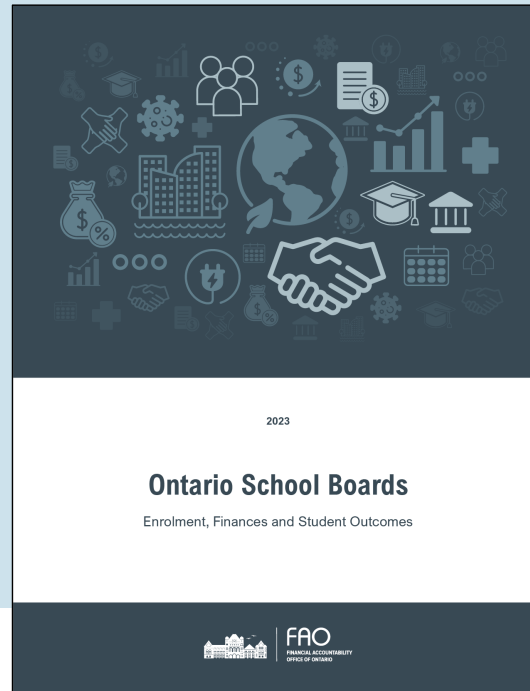 2023
Ontario School Boards
Enrolment, Finances and Student Outcomes
FAO
FINANCIAL ACCOUNTABILITY
OFFICE OF ONTARIO